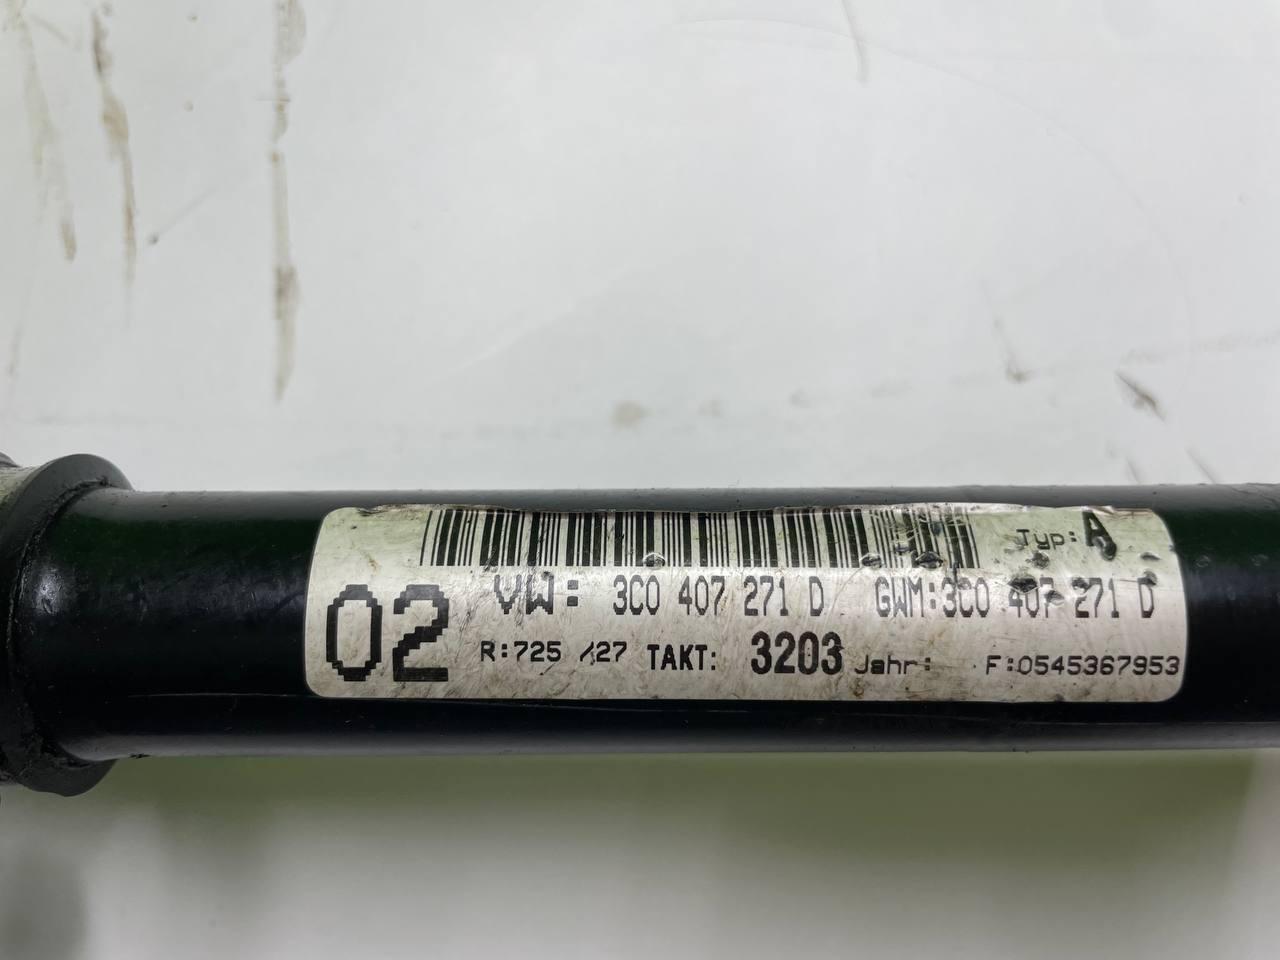 Typ: A
02 VW: 3C0 407 271 D GWM:3C0 407 271 D
R:725 /27 TAKT: 3203 Jahr: F:0545367953